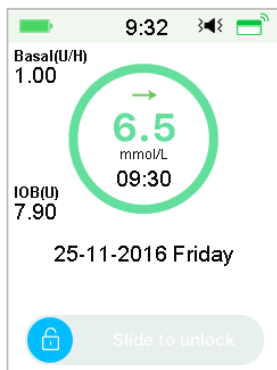 9:32
Basal(U/H)
1.00
6.5
mmol/L
09:30
IOB(U)
7.90
25-11-2016 Friday
Slide to unlock